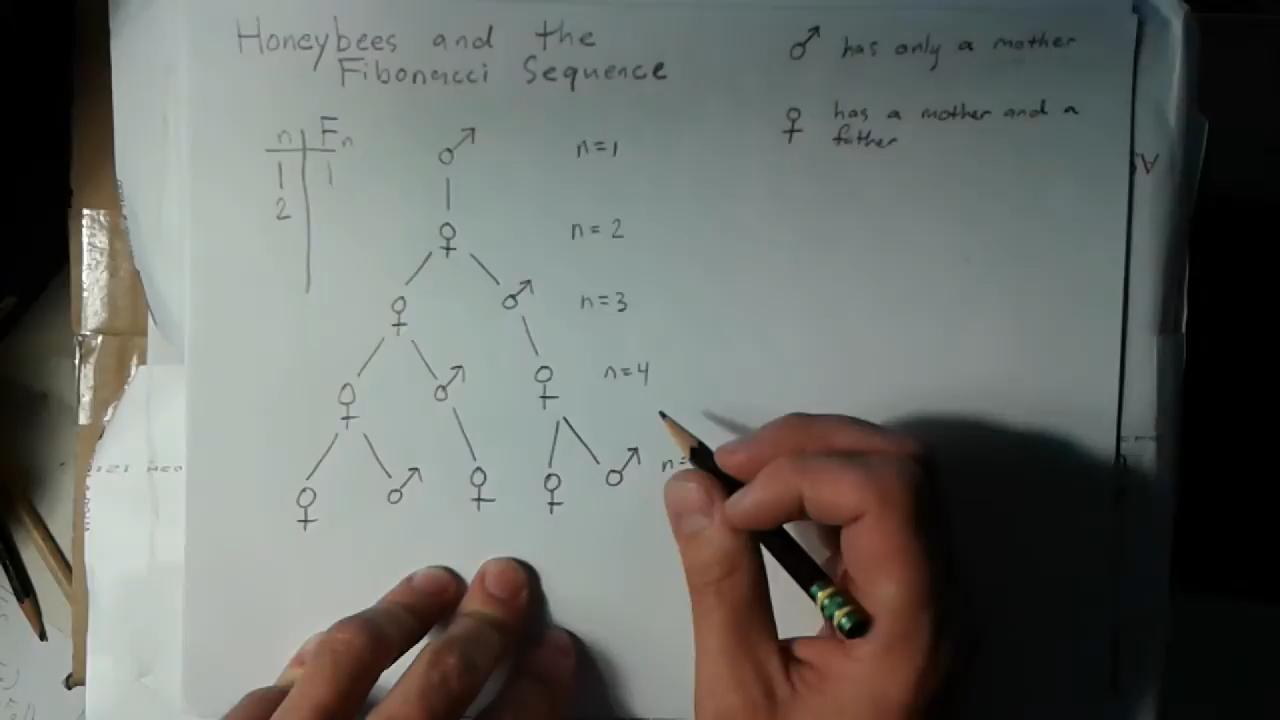 Honeybees and the
Fibonacci Sequence
♂ has only a mother
♀ has a mother and a
father
n Fn
1 1
2
n=1
n=2
n=3
n=4
n=